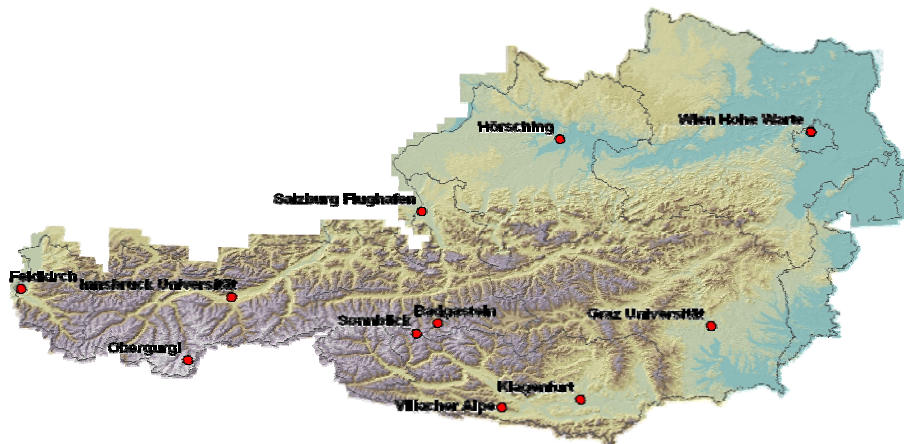 Wien Hohe Warte
Hörsching
Salzburg Flughafen
Feldkirch
Innsbruck Universität
Badgastein
Sonnblick
Graz Universität
Obergurgl
Klagenfurt
Villacher Alpe